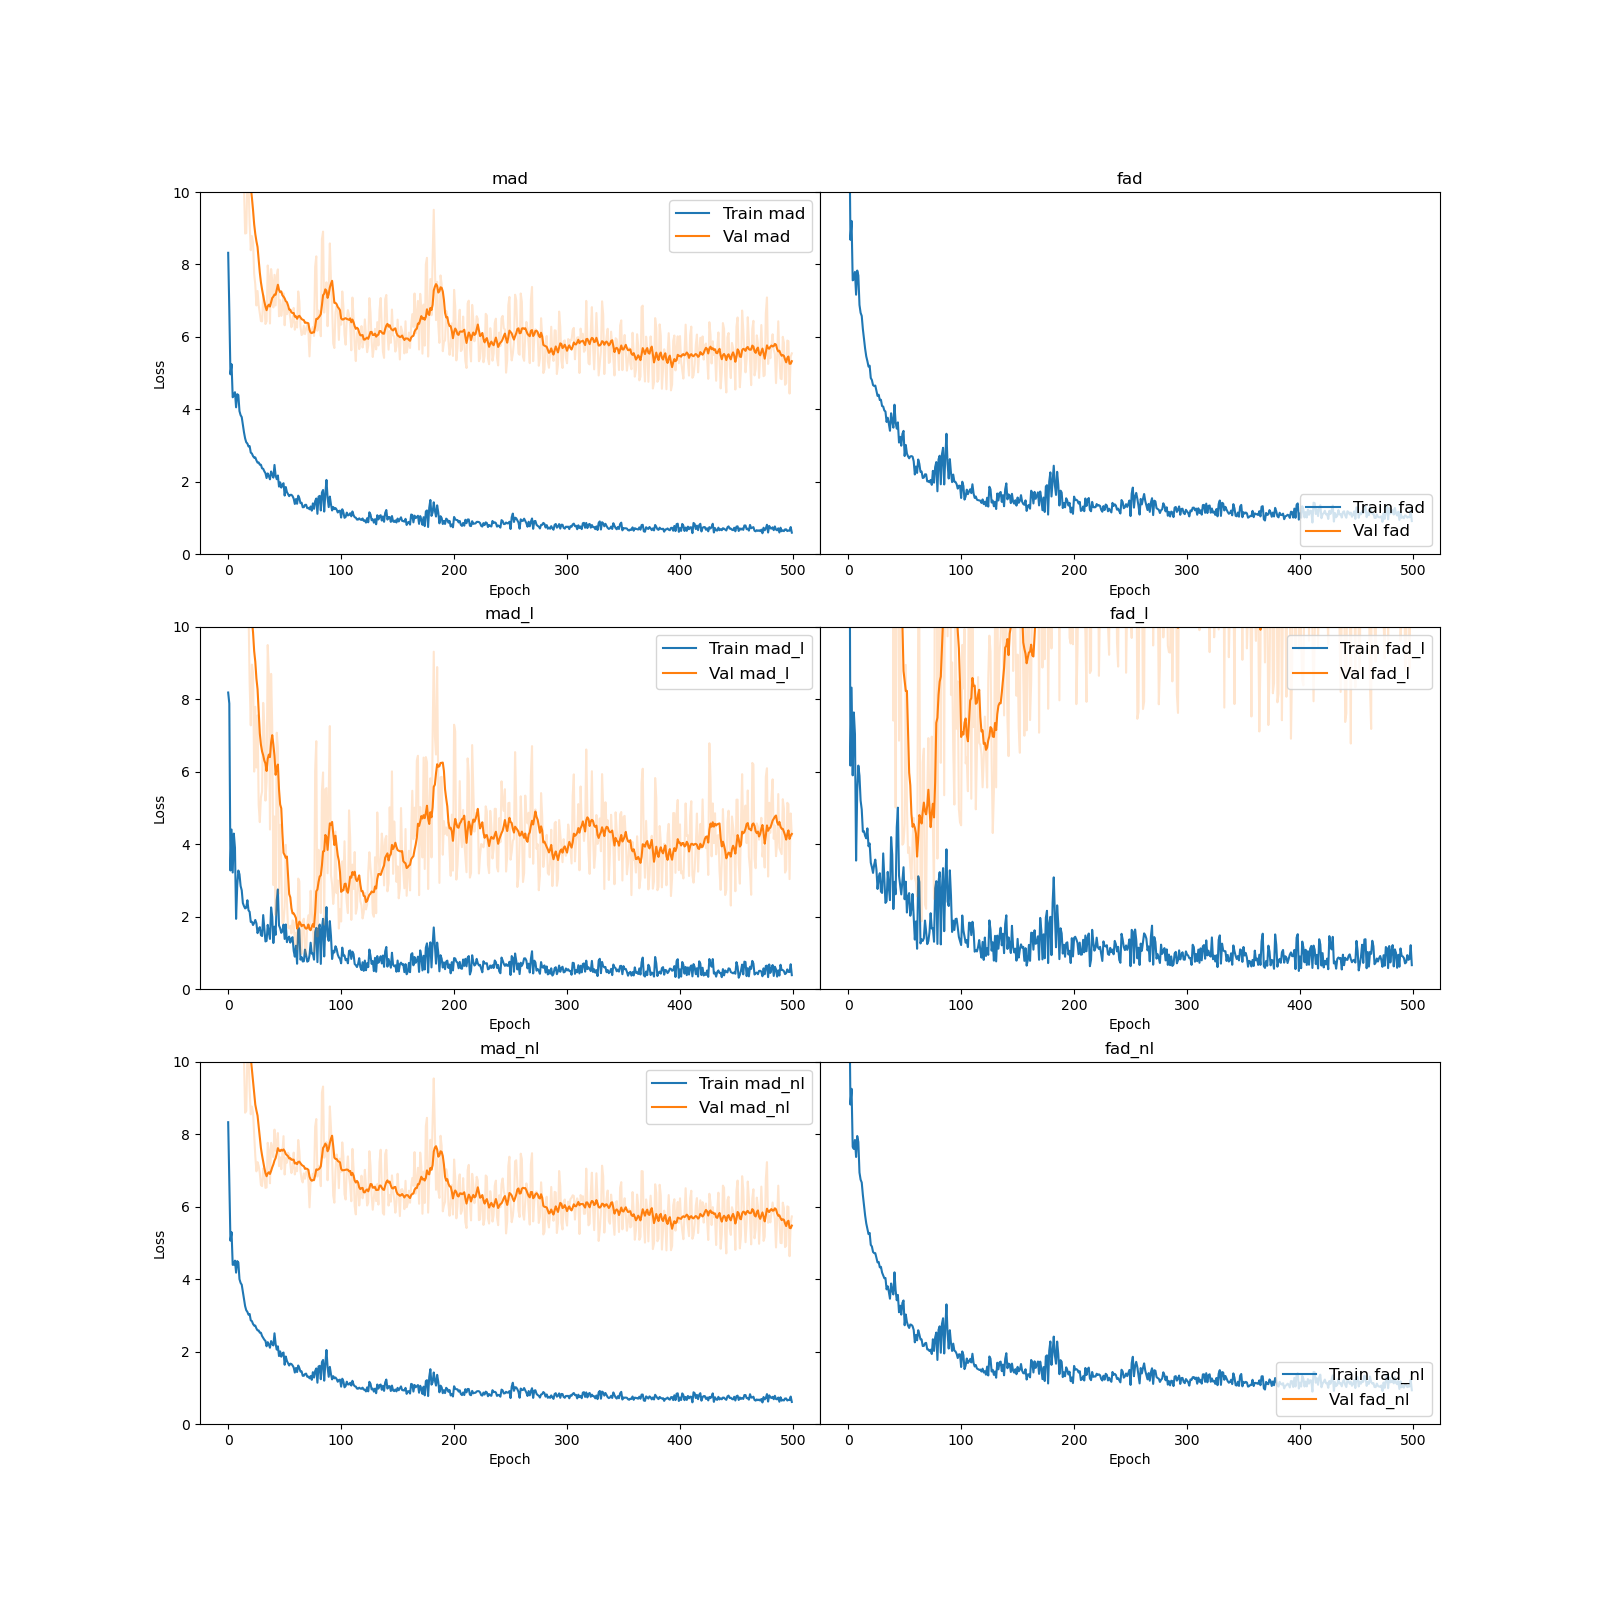 mad
fad
10
8
6
4
2
0
Loss
Train mad
Val mad
Train fad
Val fad
0 100 200 300 400 500
0 100 200 300 400 500
Epoch
Epoch
mad_l
fad_l
10
8
6
4
2
0
Loss
Train mad_l
Val mad_l
Train fad_l
Val fad_l
0 100 200 300 400 500
0 100 200 300 400 500
Epoch
Epoch
mad_nl
fad_nl
10
8
6
4
2
0
Loss
Train mad_nl
Val mad_nl
Train fad_nl
Val fad_nl
0 100 200 300 400 500
0 100 200 300 400 500
Epoch
Epoch